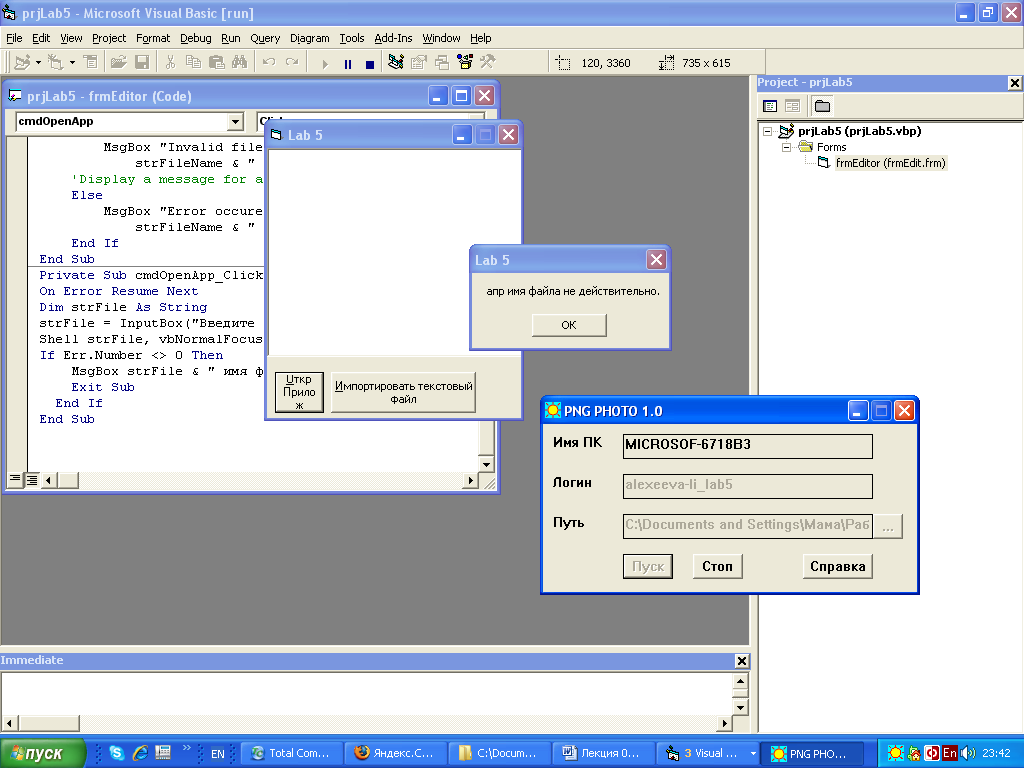 prjLab5 - Microsoft Visual Basic [run]
File Edit View Project Format Debug Run Query Diagram Tools Add-Ins Window Help
120, 3360 735 x 615
prjLab5 - frmEditor (Code)
cmdOpenApp
MsgBox "Invalid file
strFileName & "
'Display a message for a
Else
MsgBox "Error occure
strFileName & "
End If
End Sub
Private Sub cmdOpenApp_Click
On Error Resume Next
Dim strFile As String
strFile = InputBox("Введите
Shell strFile, vbNormalFocus
If Err.Number <> 0 Then
MsgBox strFile & " имя ф
Exit Sub
End If
End Sub
Lab 5
Uткр
Прило
ж
Импортировать текстовый
файл
Lab 5
апр имя файла не действительно.
OK
PNG PHOTO 1.0
Имя ПК MICROSOF-6718B3
Логин alexeeva-li_lab5
Путь C:\Documents and Settings\Мама\Раб ...
Пуск Стоп Справка
Project - prjLab5
prjLab5 (prjLab5.vbp)
Forms
frmEditor (frmEdit.frm)
Immediate
пуск
EN
Total Com...
Яндекс.С...
C:\Docum...
Лекция 0...
3 Visual ...
PNG PHO...
En
23:42